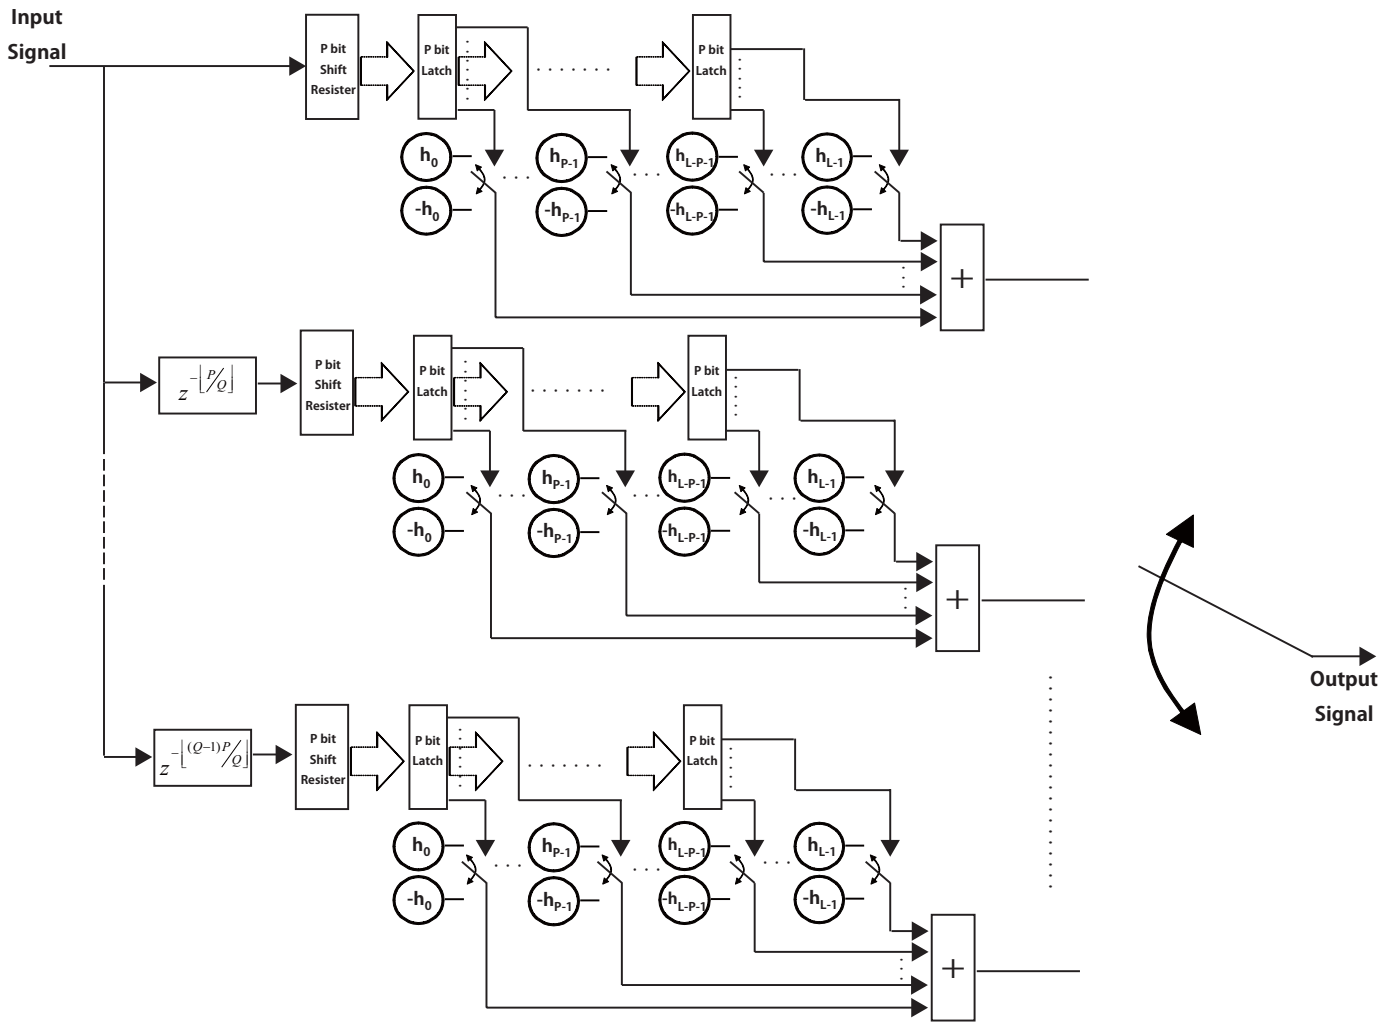 Input
Signal
P bit
Shift
Resister
P bit
Latch
P bit
Latch
h0
hP-1
hL-P-1
hL-1
-h0
-hP-1
-hL-P-1
-hL-1
+
z^-⌊P/Q⌋
P bit
Shift
Resister
P bit
Latch
P bit
Latch
h0
hP-1
hL-P-1
hL-1
-h0
-hP-1
-hL-P-1
-hL-1
+
Output
Signal
z^-⌊(Q-1)P/Q⌋
P bit
Shift
Resister
P bit
Latch
P bit
Latch
h0
hP-1
hL-P-1
hL-1
-h0
-hP-1
-hL-P-1
-hL-1
+